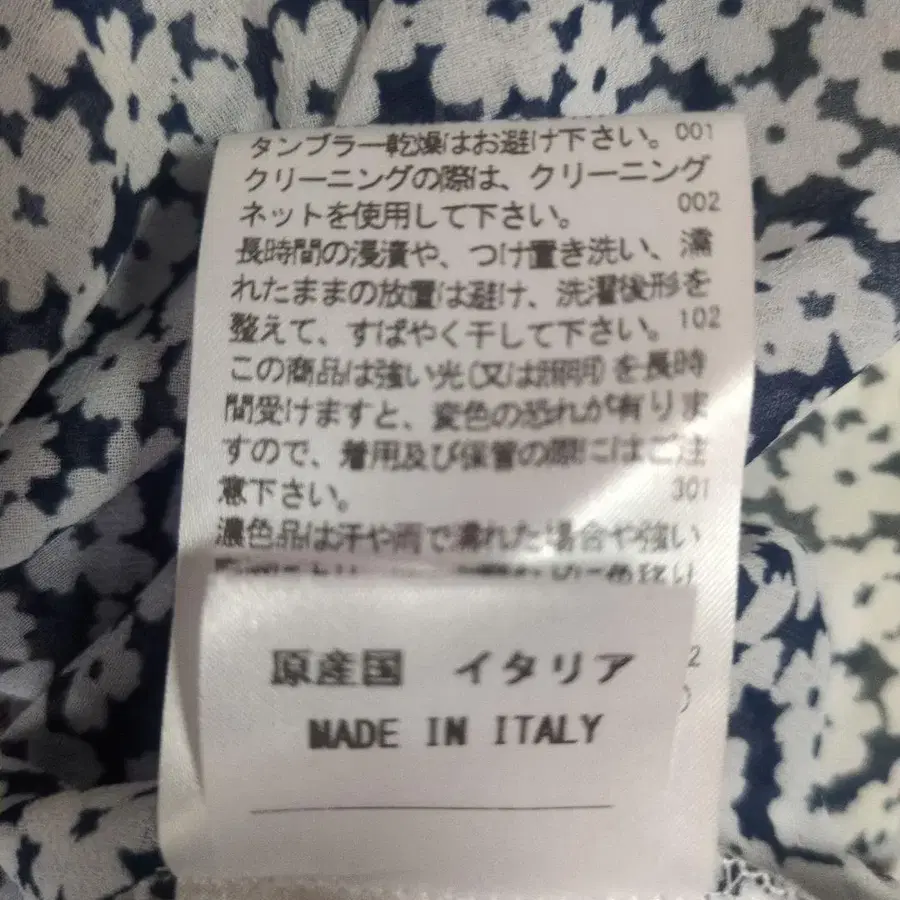 タンブラー乾燥はお避け下さい。001
クリーニングの際は、クリーニング
ネットを使用して下さい。 002
長時間の浸漬や、つけ置き洗い、濡
れたままの放置は避け、洗濯後形を
整えて、すばやく干して下さい。102
この商品は強い光(又は照明)を長時
間受けますと、変色の恐れが有りま
すので、着用及び保管の際にはご注
意下さい。 301
濃色品は汗や雨で濡れた場合や強い
原産国 イタリア
MADE IN ITALY